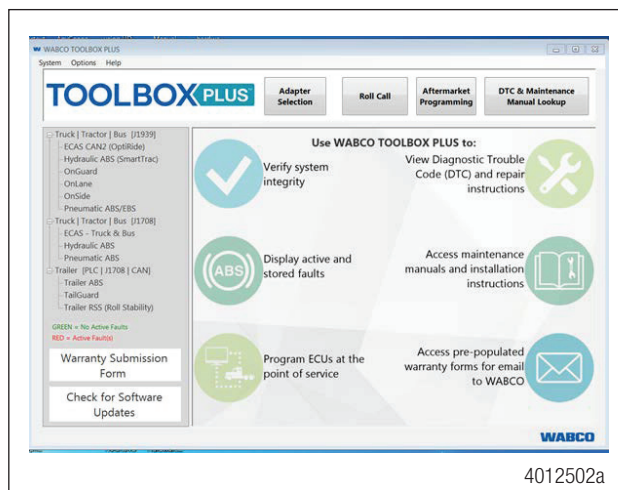 WABCO TOOLBOX PLUS
System Options Help
TOOLBOX PLUS
Adapter
Selection
Roll Call
Aftermarket
Programming
DTC & Maintenance
Manual Lookup
Truck | Tractor | Bus [J1939]
ECAS CAN2 (OptiRide)
Hydraulic ABS (SmartTrac)
OnGuard
OnLane
OnSide
Pneumatic ABS/EBS
Truck | Tractor | Bus [J1708]
ECAS - Truck & Bus
Hydraulic ABS
Pneumatic ABS
Trailer [PLC | J1708 | CAN]
Trailer ABS
TailGuard
Trailer RSS (Roll Stability)
GREEN = No Active Faults
RED = Active Fault(s)
Warranty Submission
Form
Check for Software
Updates
Use WABCO TOOLBOX PLUS to:
Verify system
integrity
View Diagnostic Trouble
Code (DTC) and repair
instructions
ABS
Display active and
stored faults
Access maintenance
manuals and installation
instructions
Program ECUs at the
point of service
Access pre-populated
warranty forms for email
to WABCO
WABCO
4012502a